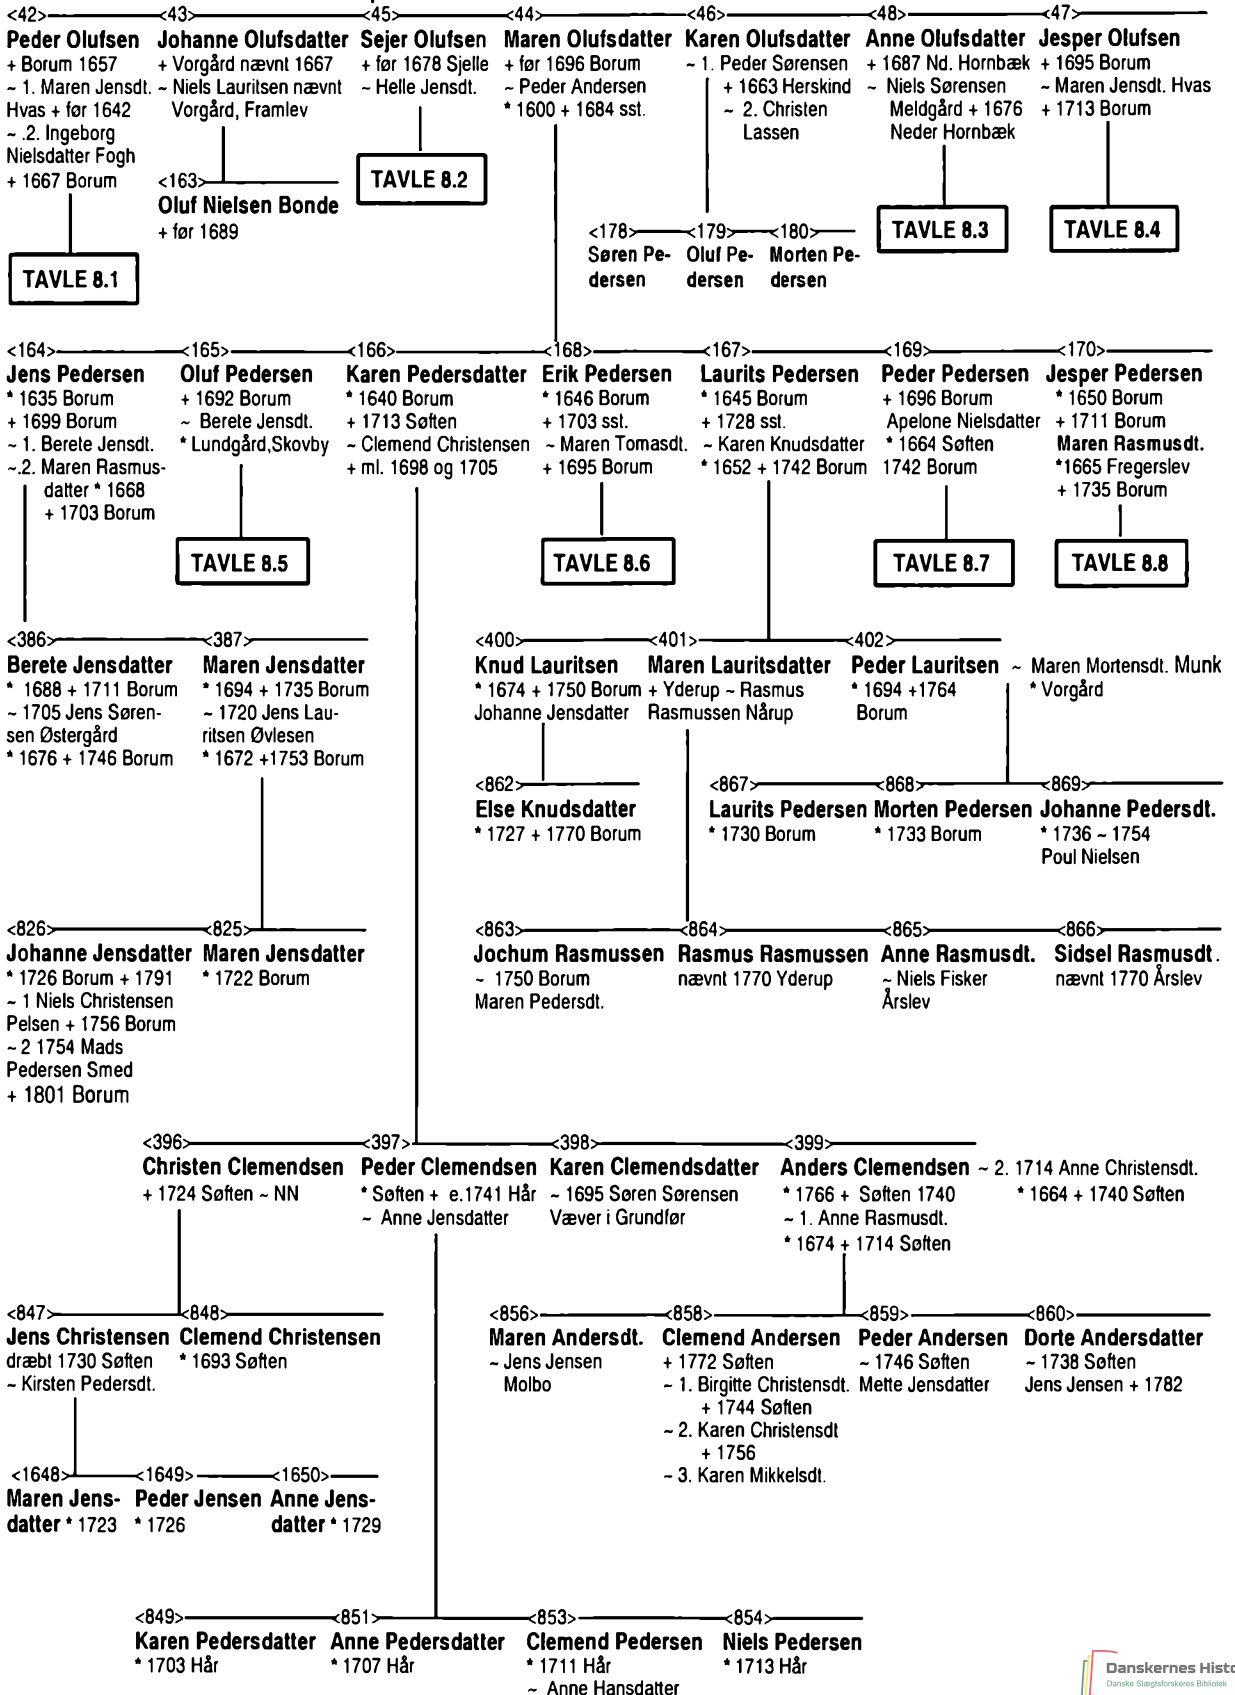 <42> <43> <45> <44> <46> <48> <47>
Peder Olufsen
+ Borum 1657
~ 1. Maren Jensdt.
Hvas + før 1642
~ .2. Ingeborg
Nielsdatter Fogh
+ 1667 Borum
TAVLE 8.1
Johanne Olufsdatter
+ Vorgård nævnt 1667
~ Niels Lauritsen nævnt
Vorgård, Framlev
<163>
Oluf Nielsen Bonde
+ før 1689
Sejer Olufsen
+ før 1678 Sjelle
~ Helle Jensdt.
TAVLE 8.2
Maren Olufsdatter
+ før 1696 Borum
~ Peder Andersen
* 1600 + 1684 sst.
Karen Olufsdatter
~ 1. Peder Sørensen
+ 1663 Herskind
~ 2. Christen
Lassen
<178> <179> <180>
Søren Pe-
dersen
Oluf Pe-
dersen
Morten Pe-
dersen
Anne Olufsdatter
+ 1687 Nd. Hornbæk
~ Niels Sørensen
Meldgård + 1676
Neder Hornbæk
TAVLE 8.3
Jesper Olufsen
+ 1695 Borum
~ Maren Jensdt. Hvas
+ 1713 Borum
TAVLE 8.4
<164> <165> <166> <168> <167> <169> <170>
Jens Pedersen
* 1635 Borum
+ 1699 Borum
~ 1. Berete Jensdt.
~.2. Maren Rasmus-
datter * 1668
+ 1703 Borum
Oluf Pedersen
+ 1692 Borum
~ Berete Jensdt.
* Lundgård,Skovby
TAVLE 8.5
Karen Pedersdatter
* 1640 Borum
+ 1713 Søften
~ Clemend Christensen
+ ml. 1698 og 1705
Erik Pedersen
* 1646 Borum
+ 1703 sst.
~ Maren Tomasdt.
+ 1695 Borum
TAVLE 8.6
Laurits Pedersen
* 1645 Borum
+ 1728 sst.
~ Karen Knudsdatter
* 1652 + 1742 Borum
Peder Pedersen
+ 1696 Borum
Apelone Nielsdatter
* 1664 Søften
1742 Borum
TAVLE 8.7
Jesper Pedersen
* 1650 Borum
+ 1711 Borum
Maren Rasmusdt.
*1665 Fregerslev
+ 1735 Borum
TAVLE 8.8
<386> <387> <400> <401> <402>
Berete Jensdatter
* 1688 + 1711 Borum
~ 1705 Jens Søren-
sen Østergård
* 1676 + 1746 Borum
Maren Jensdatter
* 1694 + 1735 Borum
~ 1720 Jens Lau-
ritsen Øvlesen
* 1672 +1753 Borum
Knud Lauritsen
* 1674 + 1750 Borum
Johanne Jensdatter
Maren Lauritsdatter
+ Yderup ~ Rasmus
Rasmussen Nårup
Peder Lauritsen ~ Maren Mortensdt. Munk
* 1694 +1764
Borum
* Vorgård
<862> <867> <868> <869>
Else Knudsdatter
* 1727 + 1770 Borum
Laurits Pedersen
* 1730 Borum
Morten Pedersen
* 1733 Borum
Johanne Pedersdt.
* 1736 ~ 1754
Poul Nielsen
<826> <825> <863> <864> <865> <866>
Johanne Jensdatter
* 1726 Borum + 1791
~ 1 Niels Christensen
Pelsen + 1756 Borum
~ 2 1754 Mads
Pedersen Smed
+ 1801 Borum
Maren Jensdatter
* 1722 Borum
Jochum Rasmussen
~ 1750 Borum
Maren Pedersdt.
Rasmus Rasmussen
nævnt 1770 Yderup
Anne Rasmusdt.
~ Niels Fisker
Årslev
Sidsel Rasmusdt.
nævnt 1770 Årslev
<396> <397> <398> <399>
Christen Clemendsen
+ 1724 Søften ~ NN
Peder Clemendsen
* Søften + e.1741 Hår
~ Anne Jensdatter
Karen Clemendsdatter
~ 1695 Søren Sørensen
Væver i Grundfør
Anders Clemendsen ~ 2. 1714 Anne Christensdt.
* 1766 + Søften 1740
~ 1. Anne Rasmusdt.
* 1674 + 1714 Søften
* 1664 + 1740 Søften
<847> <848> <856> <858> <859> <860>
Jens Christensen
dræbt 1730 Søften
~ Kirsten Pedersdt.
Clemend Christensen
* 1693 Søften
Maren Andersdt.
~ Jens Jensen
Molbo
Clemend Andersen
+ 1772 Søften
~ 1. Birgitte Christensdt.
+ 1744 Søften
~ 2. Karen Christensdt
+ 1756
~ 3. Karen Mikkelsdt.
Peder Andersen
~ 1746 Søften
Mette Jensdatter
Dorte Andersdatter
~ 1738 Søften
Jens Jensen + 1782
<1648> <1649> <1650>
Maren Jens-
datter * 1723
Peder Jensen
* 1726
Anne Jens-
datter * 1729
<849> <851> <853> <854>
Karen Pedersdatter
* 1703 Hår
Anne Pedersdatter
* 1707 Hår
Clemend Pedersen
* 1711 Hår
~ Anne Hansdatter
Niels Pedersen
* 1713 Hår
Danskernes Histo
Danske Slægtsforskeres Bibliotek